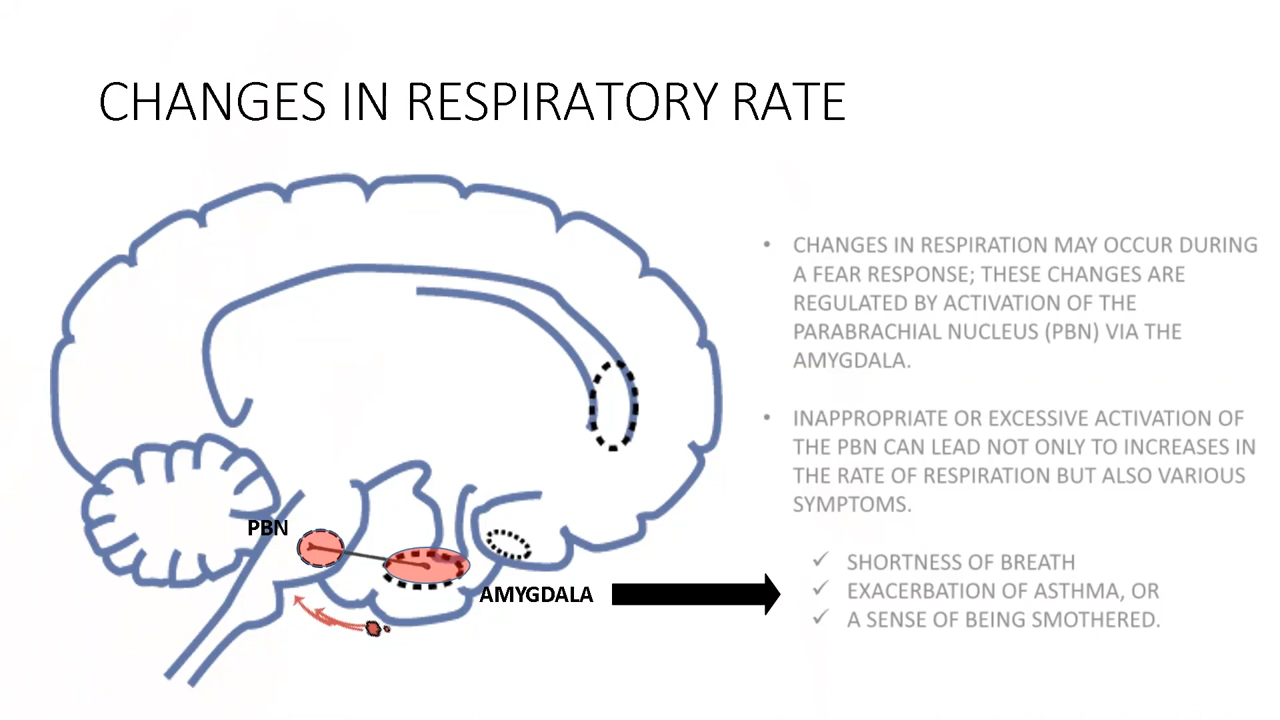 CHANGES IN RESPIRATORY RATE
• CHANGES IN RESPIRATION MAY OCCUR DURING
A FEAR RESPONSE; THESE CHANGES ARE
REGULATED BY ACTIVATION OF THE
PARABRACHIAL NUCLEUS (PBN) VIA THE
AMYGDALA.
• INAPPROPRIATE OR EXCESSIVE ACTIVATION OF
THE PBN CAN LEAD NOT ONLY TO INCREASES IN
THE RATE OF RESPIRATION BUT ALSO VARIOUS
SYMPTOMS.
✓ SHORTNESS OF BREATH
✓ EXACERBATION OF ASTHMA, OR
✓ A SENSE OF BEING SMOTHERED.
PBN
AMYGDALA